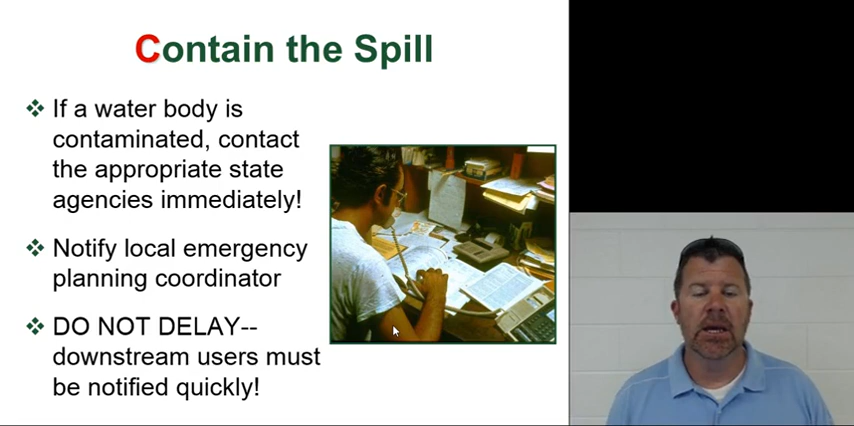 Contain the Spill
If a water body is
contaminated, contact
the appropriate state
agencies immediately!
Notify local emergency
planning coordinator
DO NOT DELAY--
downstream users must
be notified quickly!